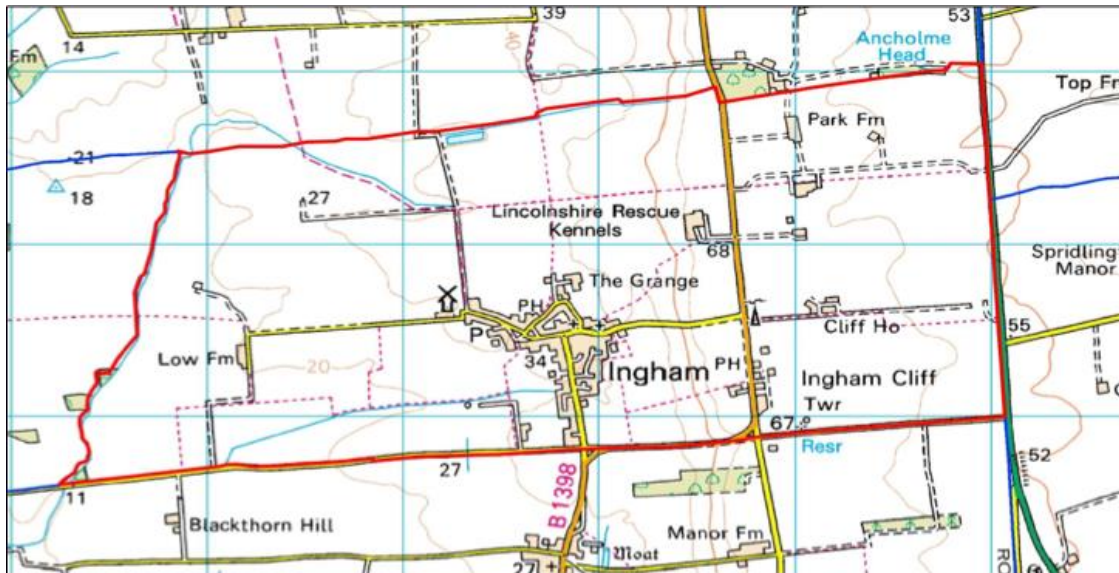 39
53
14
40
Fm
Ancholme
Head
Top Fr
Park Fm
21
18
27
Lincolnshire Rescue
Kennels
68
Spridling
Manor
The Grange
PH
Cliff Ho
55
P
Low Fm
34
20
Ingham
PH
Ingham Cliff
Twr
67
Resr
27
11
52
B 1398
Blackthorn Hill
Manor Fm
Moat
27